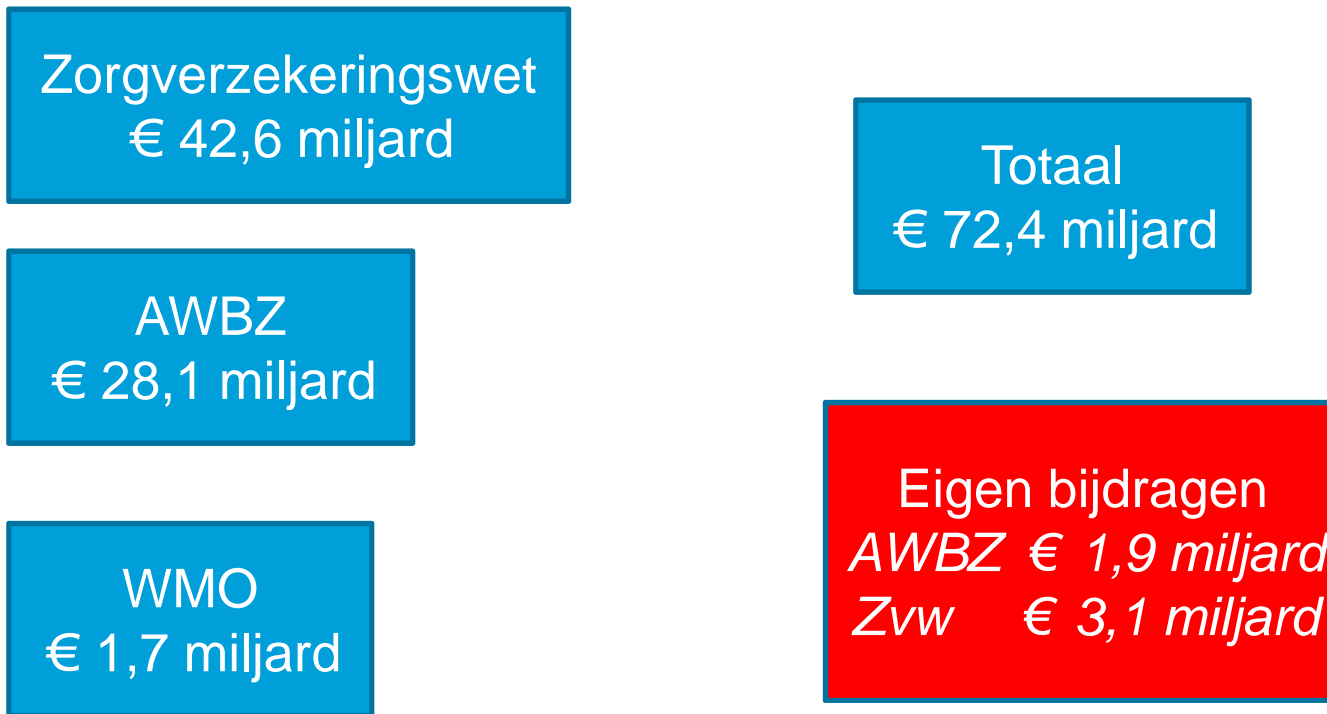 Zorgverzekeringswet
€ 42,6 miljard
AWBZ
€ 28,1 miljard
WMO
€ 1,7 miljard
Totaal
€ 72,4 miljard
Eigen bijdragen
AWBZ € 1,9 miljard
Zvw € 3,1 miljard